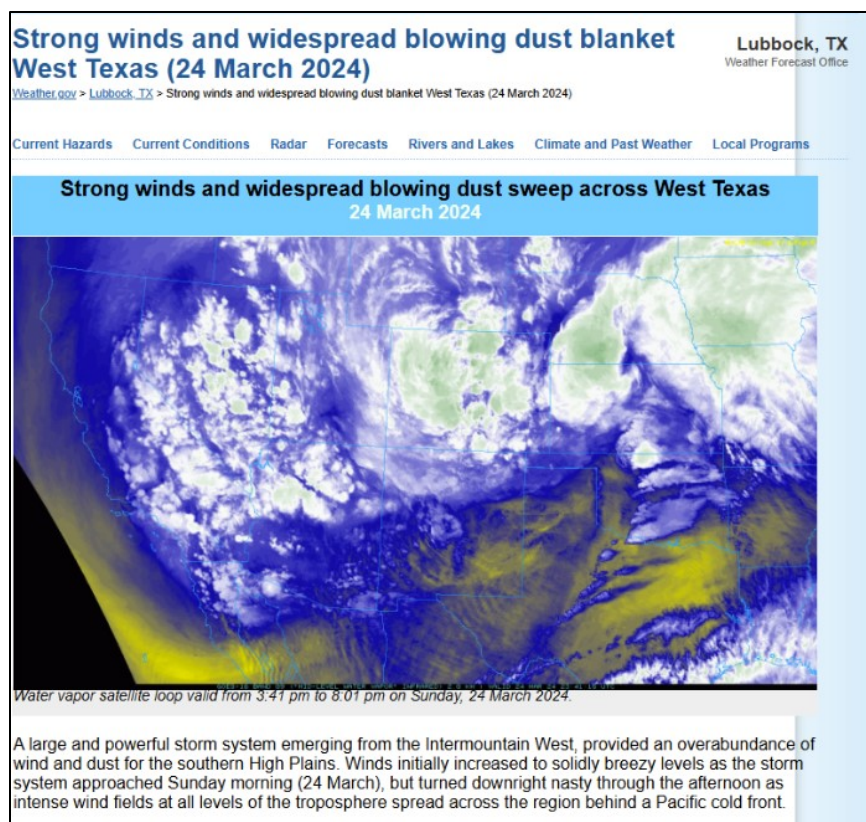 Strong winds and widespread blowing dust blanket
West Texas (24 March 2024)
Lubbock, TX
Weather Forecast Office
Weather.gov > Lubbock, TX > Strong winds and widespread blowing dust blanket West Texas (24 March 2024)
Current Hazards Current Conditions Radar Forecasts Rivers and Lakes Climate and Past Weather Local Programs
Strong winds and widespread blowing dust sweep across West Texas
24 March 2024
Water vapor satellite loop valid from 3:41 pm to 8:01 pm on Sunday, 24 March 2024.
A large and powerful storm system emerging from the Intermountain West, provided an overabundance of
wind and dust for the southern High Plains. Winds initially increased to solidly breezy levels as the storm
system approached Sunday morning (24 March), but turned downright nasty through the afternoon as
intense wind fields at all levels of the troposphere spread across the region behind a Pacific cold front.